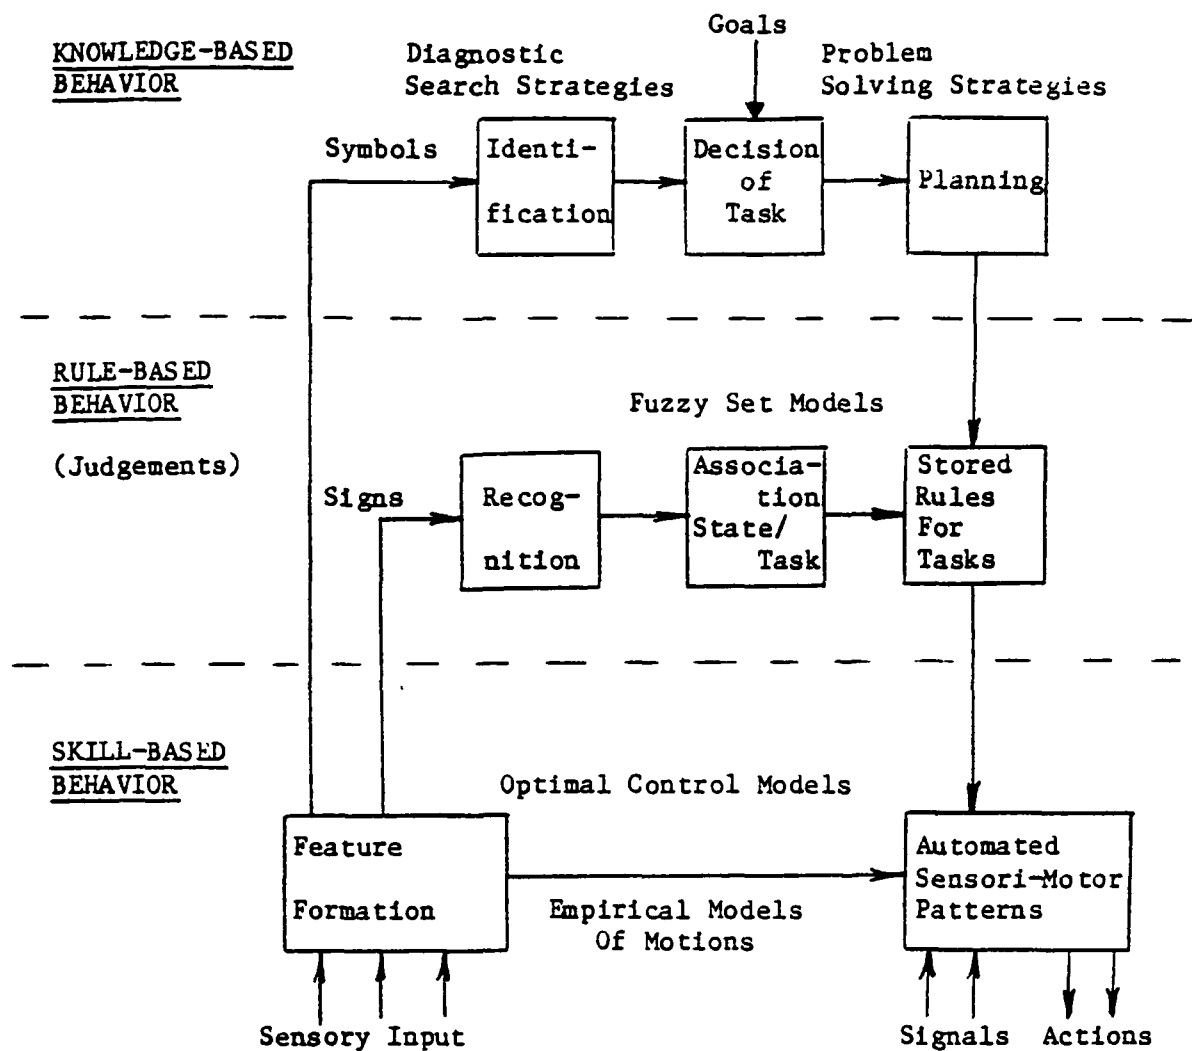 Goals
KNOWLEDGE-BASED
BEHAVIOR
Diagnostic
Search Strategies
Problem
Solving Strategies
Symbols
Identi-
fication
Decision
of
Task
Planning
RULE-BASED
BEHAVIOR
(Judgements)
Fuzzy Set Models
Signs
Recog-
nition
Associa-
tion
State/
Task
Stored
Rules
For
Tasks
SKILL-BASED
BEHAVIOR
Optimal Control Models
Feature
Formation
Empirical Models
Of Motions
Automated
Sensori-Motor
Patterns
Sensory Input
Signals
Actions